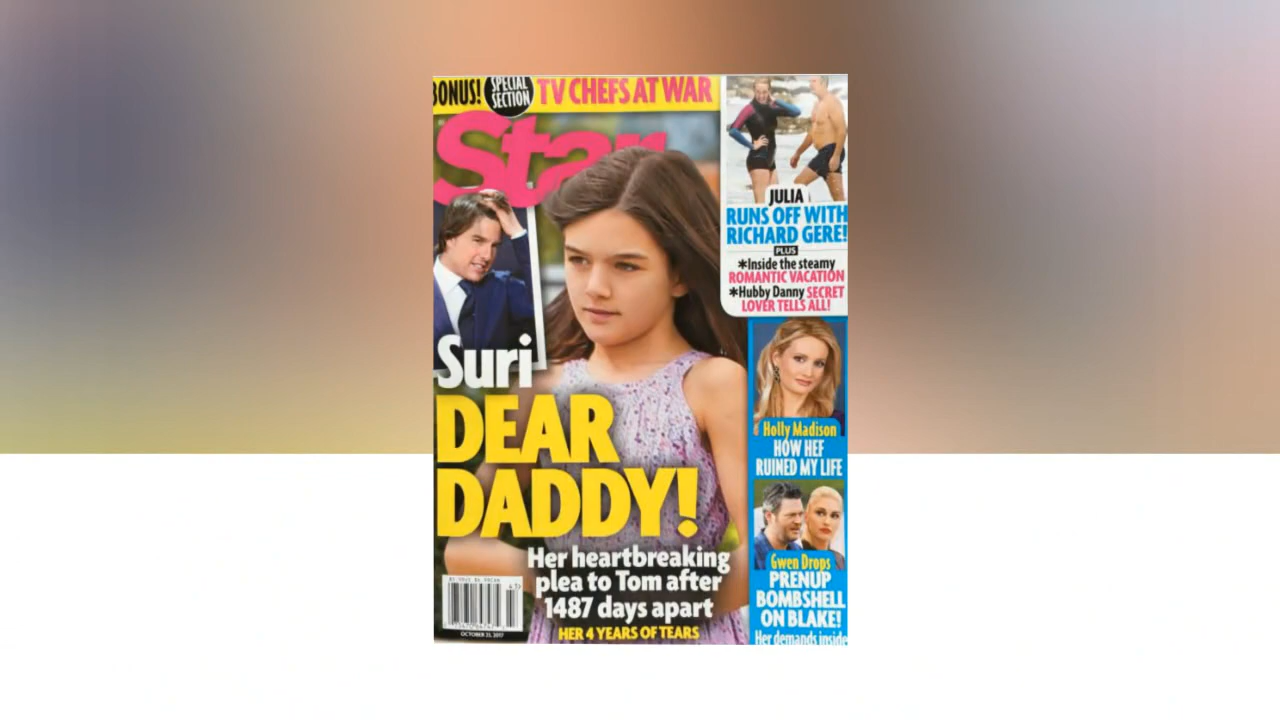 BONUS!
SPECIAL
SECTION
TV CHEFS AT WAR
Star
Suri
DEAR
DADDY!
Her heartbreaking
plea to Tom after
1487 days apart
HER 4 YEARS OF TEARS
OCTOBER 23, 2017
JULIA
RUNS OFF WITH
RICHARD GERE!
PLUS
*Inside the steamy
ROMANTIC VACATION
*Hubby Danny SECRET
LOVER TELLS ALL!
Holly Madison
HOW HEF
RUINED MY LIFE
Gwen Drops
PRENUP
BOMBSHELL
ON BLAKE!
Her demands inside